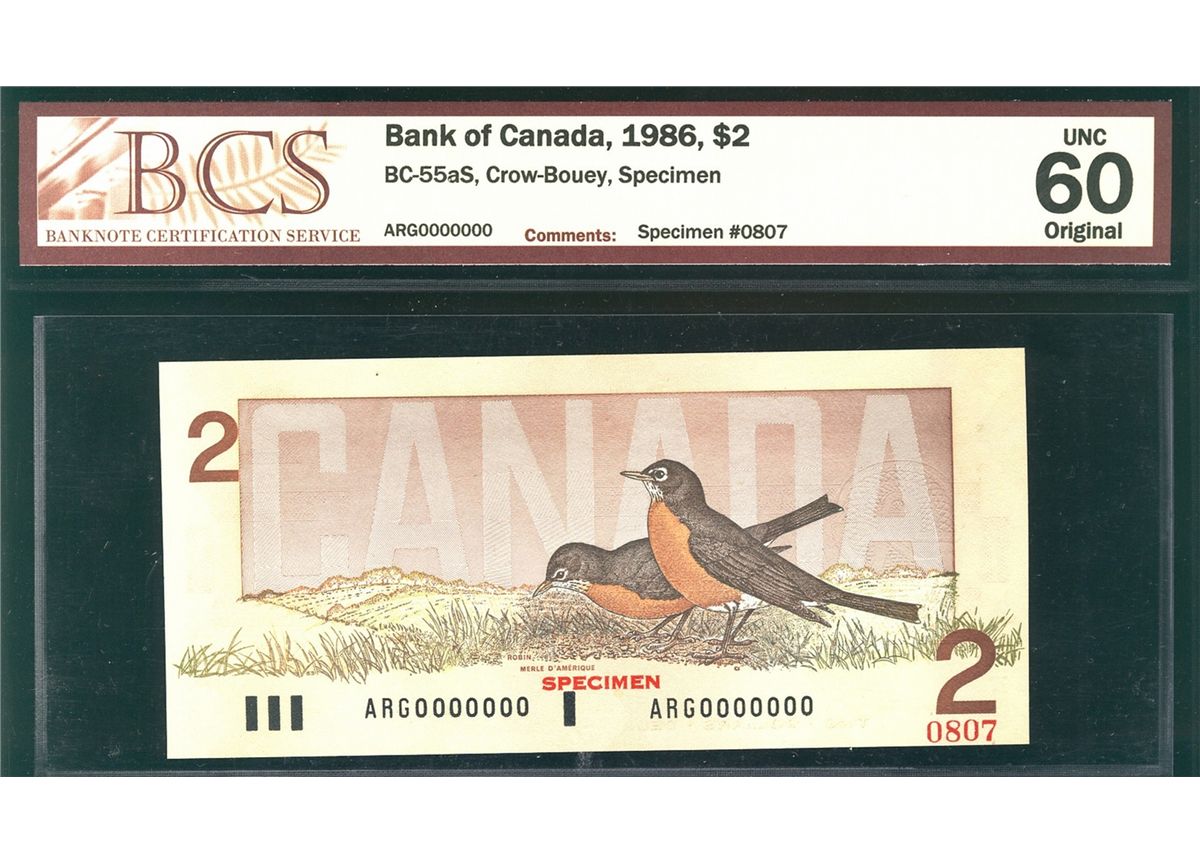 BCS
BANKNOTE CERTIFICATION SERVICE
Bank of Canada, 1986, $2
BC-55aS, Crow-Bouey, Specimen
ARG0000000 Comments: Specimen #0807
UNC
60
Original
2
CANADA
ROBIN
MERLE D'AMÉRIQUE
SPECIMEN
ARG0000000 ARG0000000
2
0807